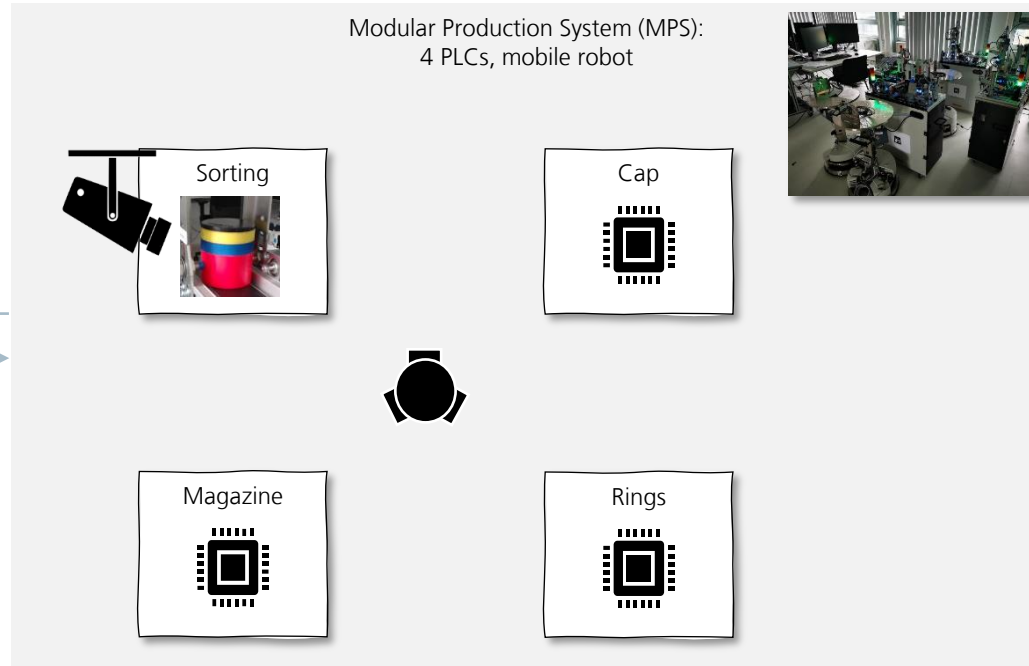 Modular Production System (MPS):
4 PLCs, mobile robot
Sorting
Cap
Magazine
Rings